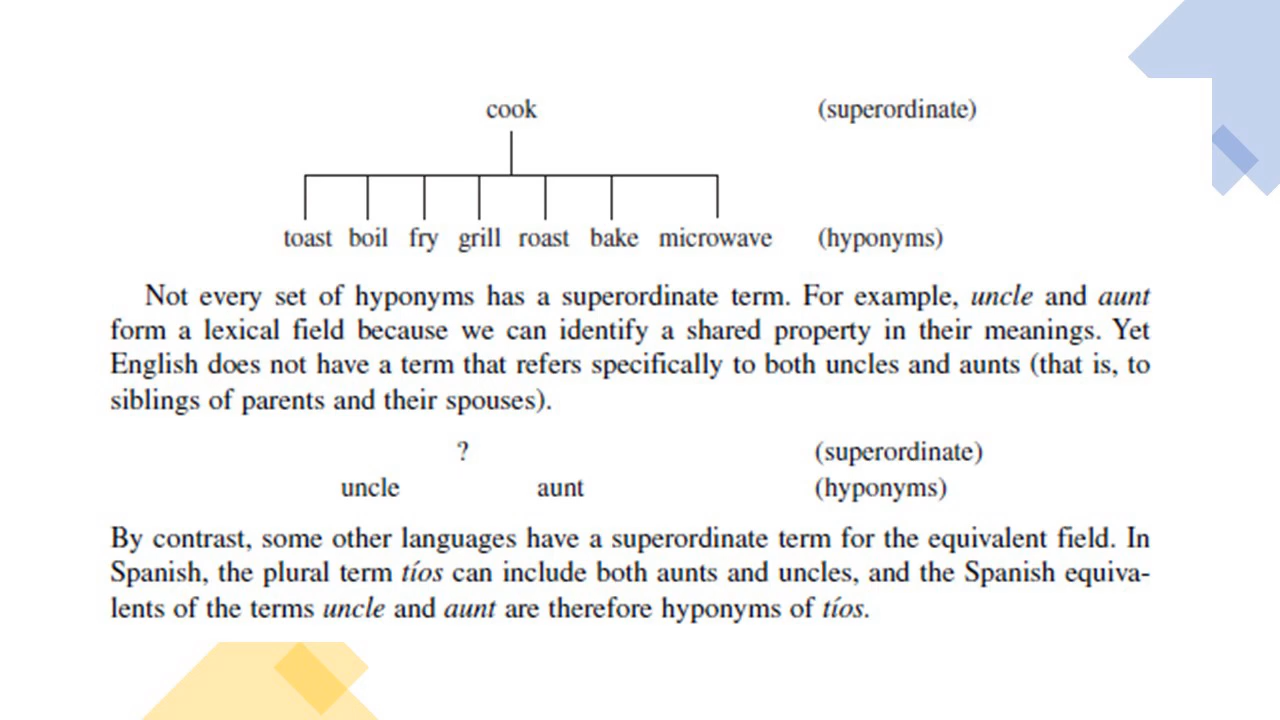 cook (superordinate)
toast boil fry grill roast bake microwave (hyponyms)
Not every set of hyponyms has a superordinate term. For example, uncle and aunt
form a lexical field because we can identify a shared property in their meanings. Yet
English does not have a term that refers specifically to both uncles and aunts (that is, to
siblings of parents and their spouses).
? (superordinate)
uncle aunt (hyponyms)
By contrast, some other languages have a superordinate term for the equivalent field. In
Spanish, the plural term tíos can include both aunts and uncles, and the Spanish equiva-
lents of the terms uncle and aunt are therefore hyponyms of tíos.